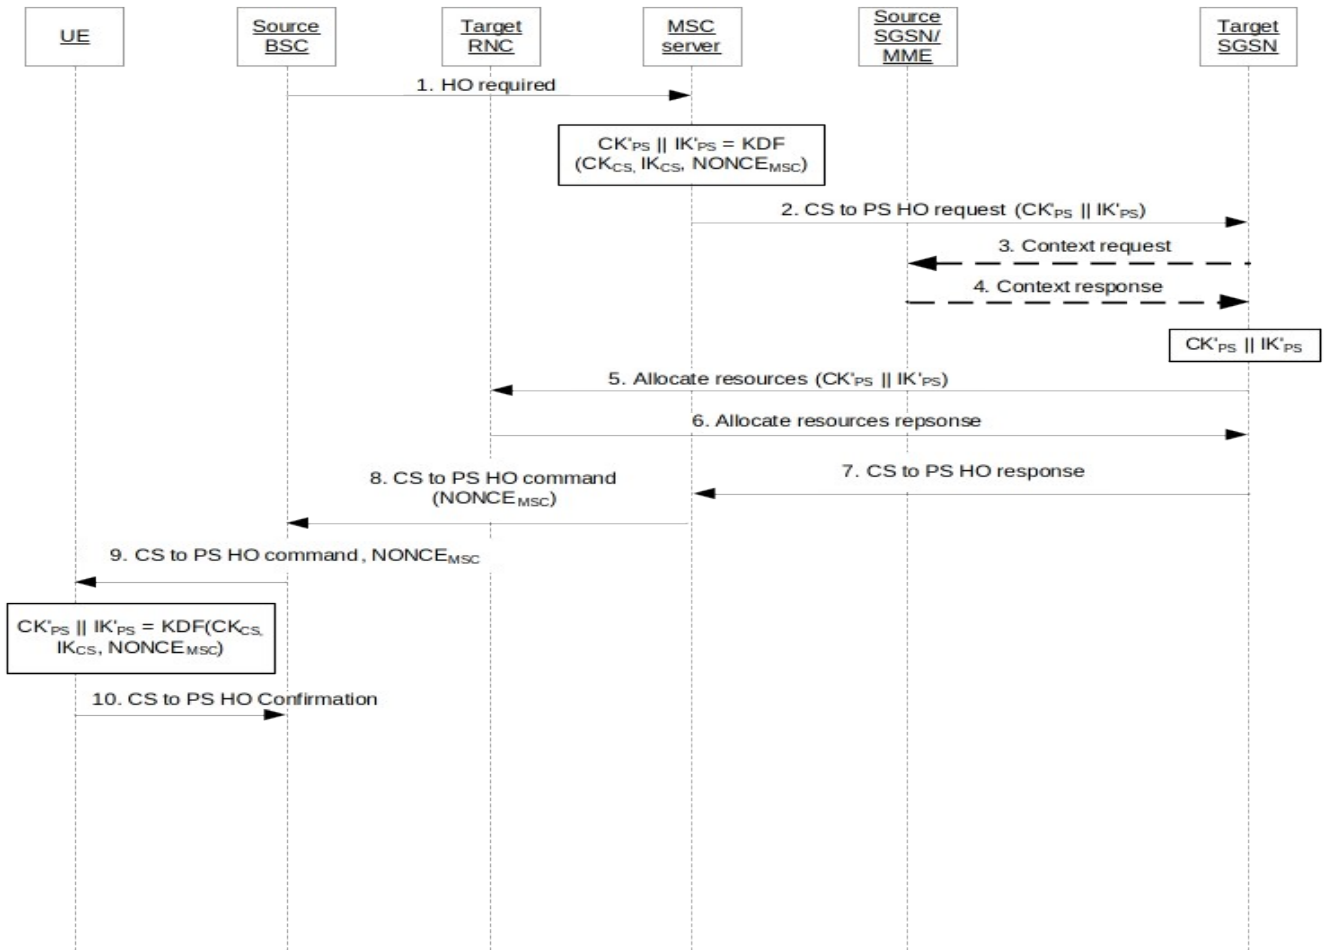 UE
Source
BSC
Target
RNC
MSC
server
Source
SGSN/
MME
Target
SGSN
1. HO required
CK'PS || IK'PS = KDF
(CKCS, IKCS, NONCEMSC)
2. CS to PS HO request (CK'PS || IK'PS)
3. Context request
4. Context response
CK'PS || IK'PS
5. Allocate resources (CK'PS || IK'PS)
6. Allocate resources repsonse
7. CS to PS HO response
8. CS to PS HO command
(NONCEMSC)
9. CS to PS HO command, NONCEMSC
CK'PS || IK'PS = KDF(CKCS,
IKCS, NONCEMSC)
10. CS to PS HO Confirmation